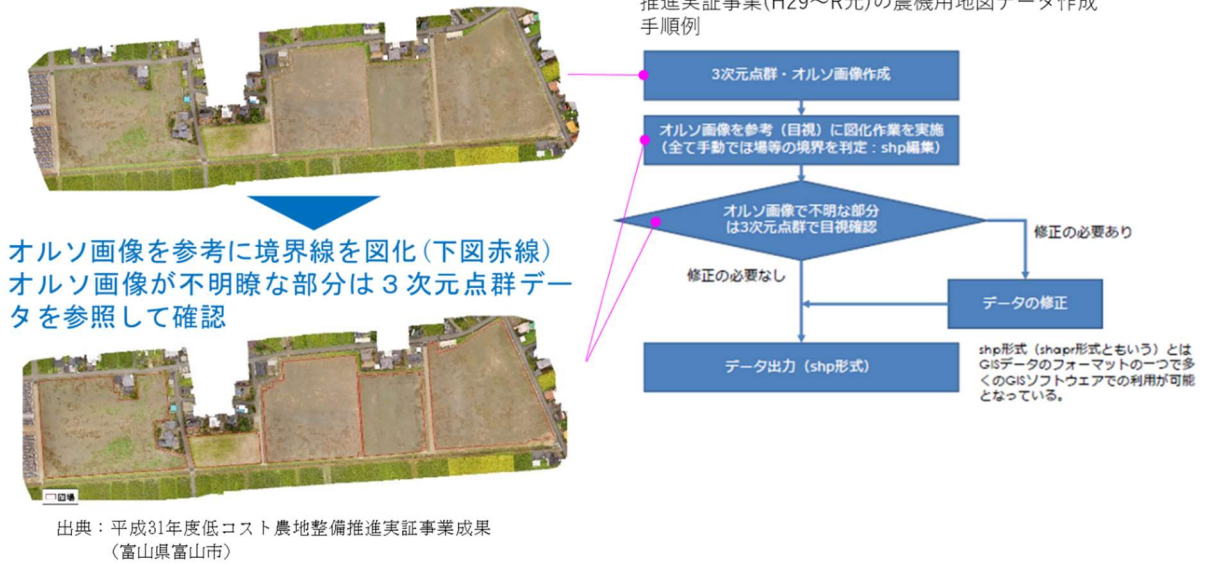 推進実証事業(H29～R元)の農機用地図データ作成
手順例
3次元点群・オルソ画像作成
オルソ画像を参考（目視）に図化作業を実施
（全て手動でほ場等の境界を判定：shp編集）
オルソ画像で不明な部分
は3次元点群で目視確認
修正の必要あり
修正の必要なし
データの修正
データ出力（shp形式）
shp形式（shapr形式ともいう）とは
GISデータのフォーマットの一つで多
くのGISソフトウエアでの利用が可能
となっている。
オルソ画像を参考に境界線を図化(下図赤線)
オルソ画像が不明瞭な部分は３次元点群デー
タを参照して確認
圃場
出典：平成31年度低コスト農地整備推進実証事業成果
（富山県富山市）